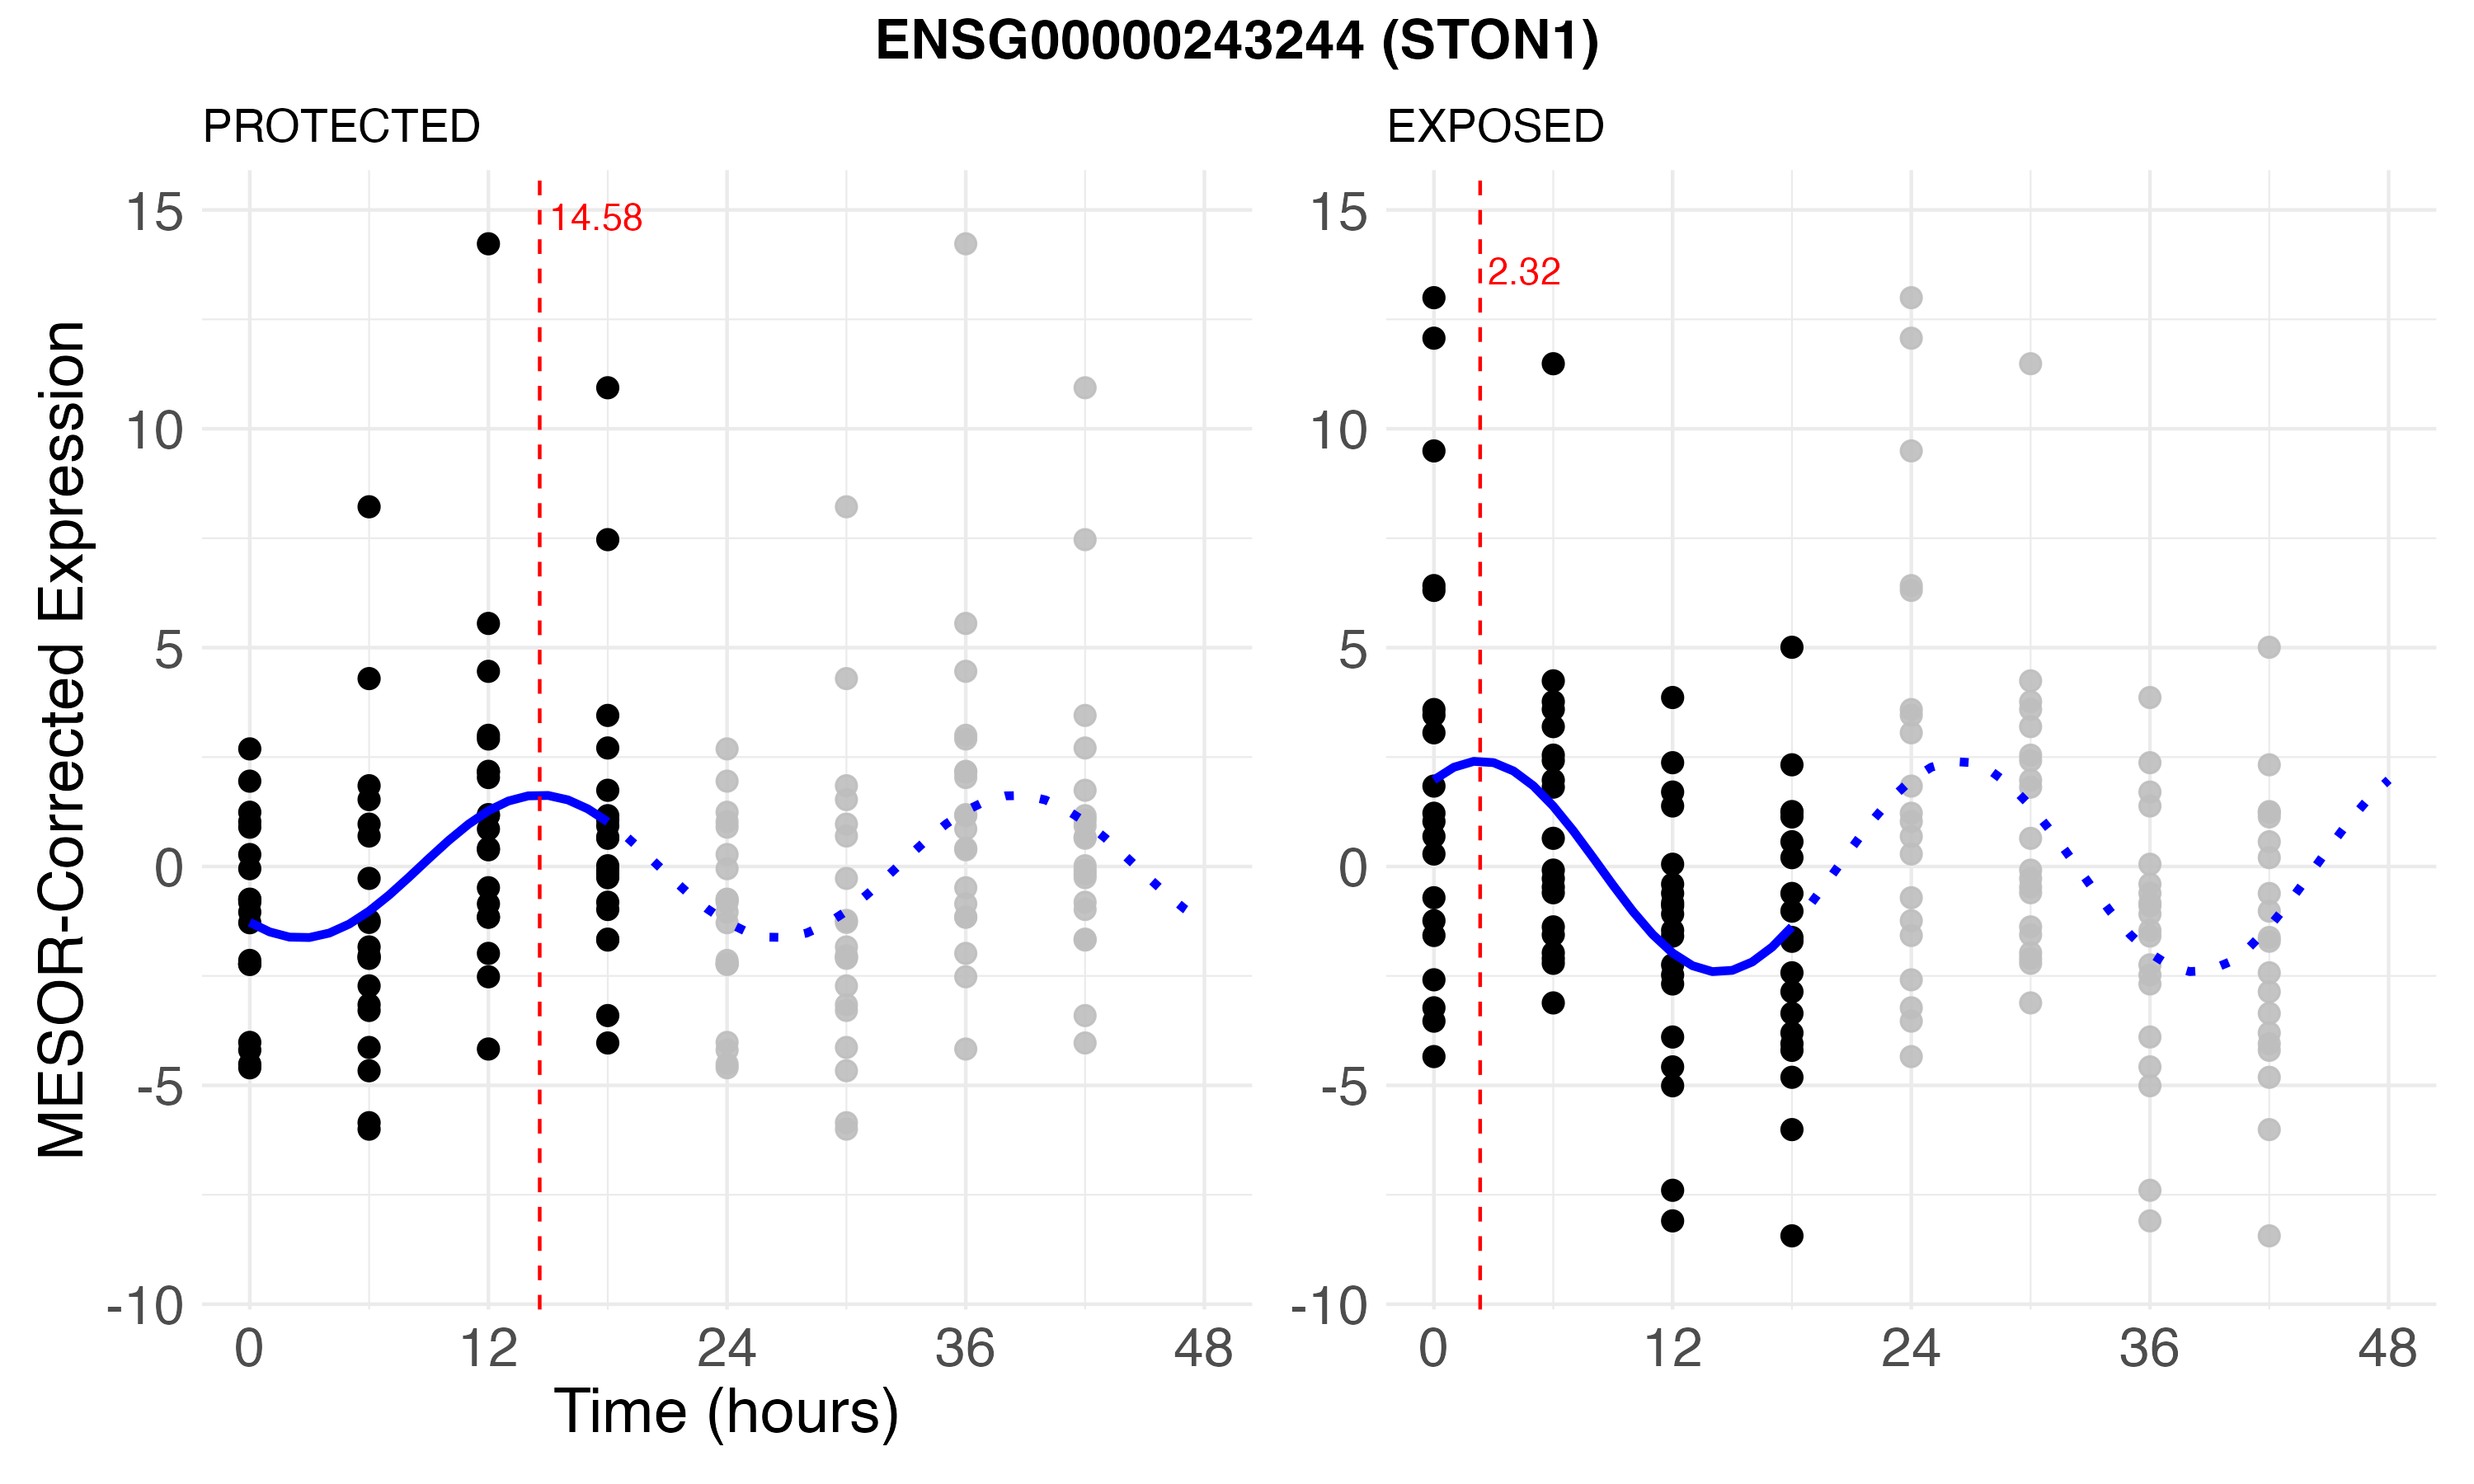 ENSG00000243244 (STON1)
PROTECTED
EXPOSED
MESOR-Corrected Expression
15
10
5
0
-5
-10
14.58
0 12 24 36 48
Time (hours)
15
10
5
0
-5
-10
2.32
0 12 24 36 48